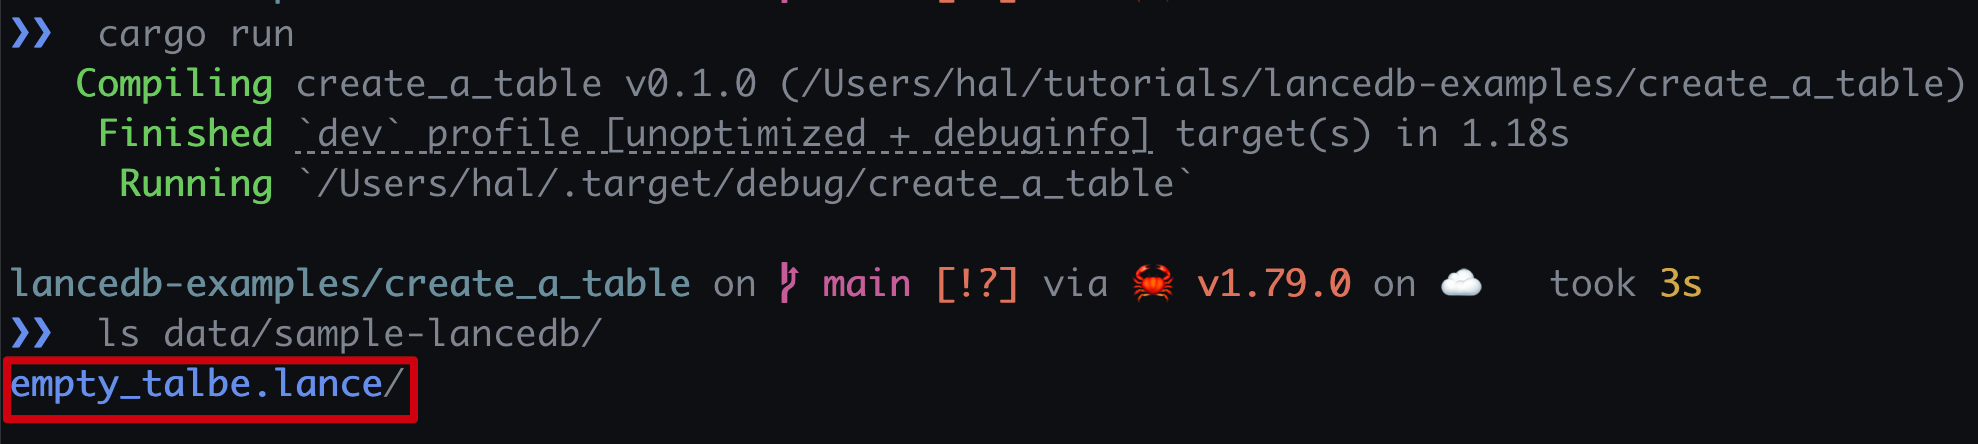 ❯❯ cargo run
Compiling create_a_table v0.1.0 (/Users/hal/tutorials/lancedb-examples/create_a_table)
Finished `dev` profile [unoptimized + debuginfo] target(s) in 1.18s
Running `/Users/hal/.target/debug/create_a_table`
lancedb-examples/create_a_table on main [!?] via 🦀 v1.79.0 on ☁️ took 3s
❯❯ ls data/sample-lancedb/
empty_talbe.lance/